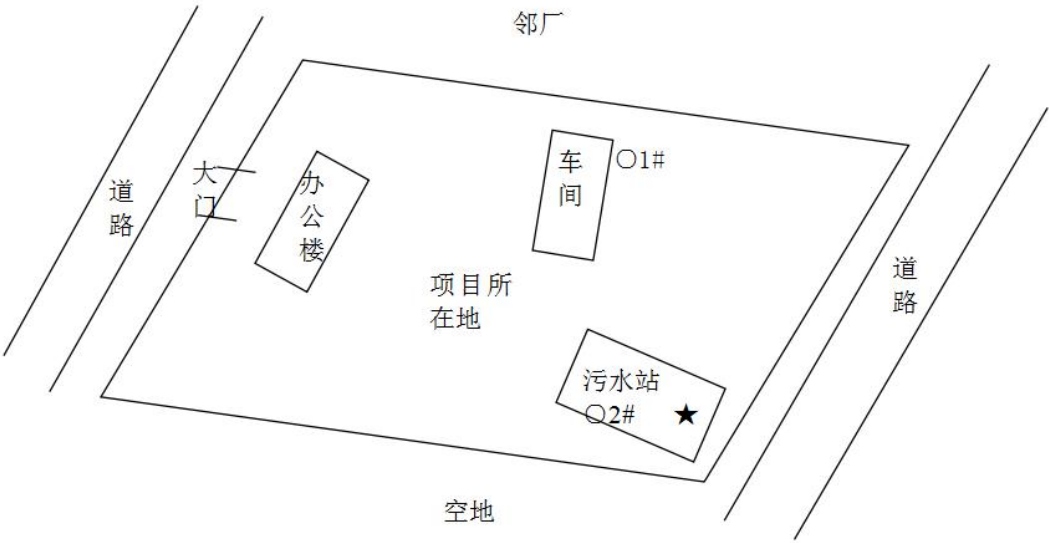 邻厂
大
门
道
路
办
公
楼
车
间
○1#
项目所
在地
道
路
污水站
○2# ★
空地